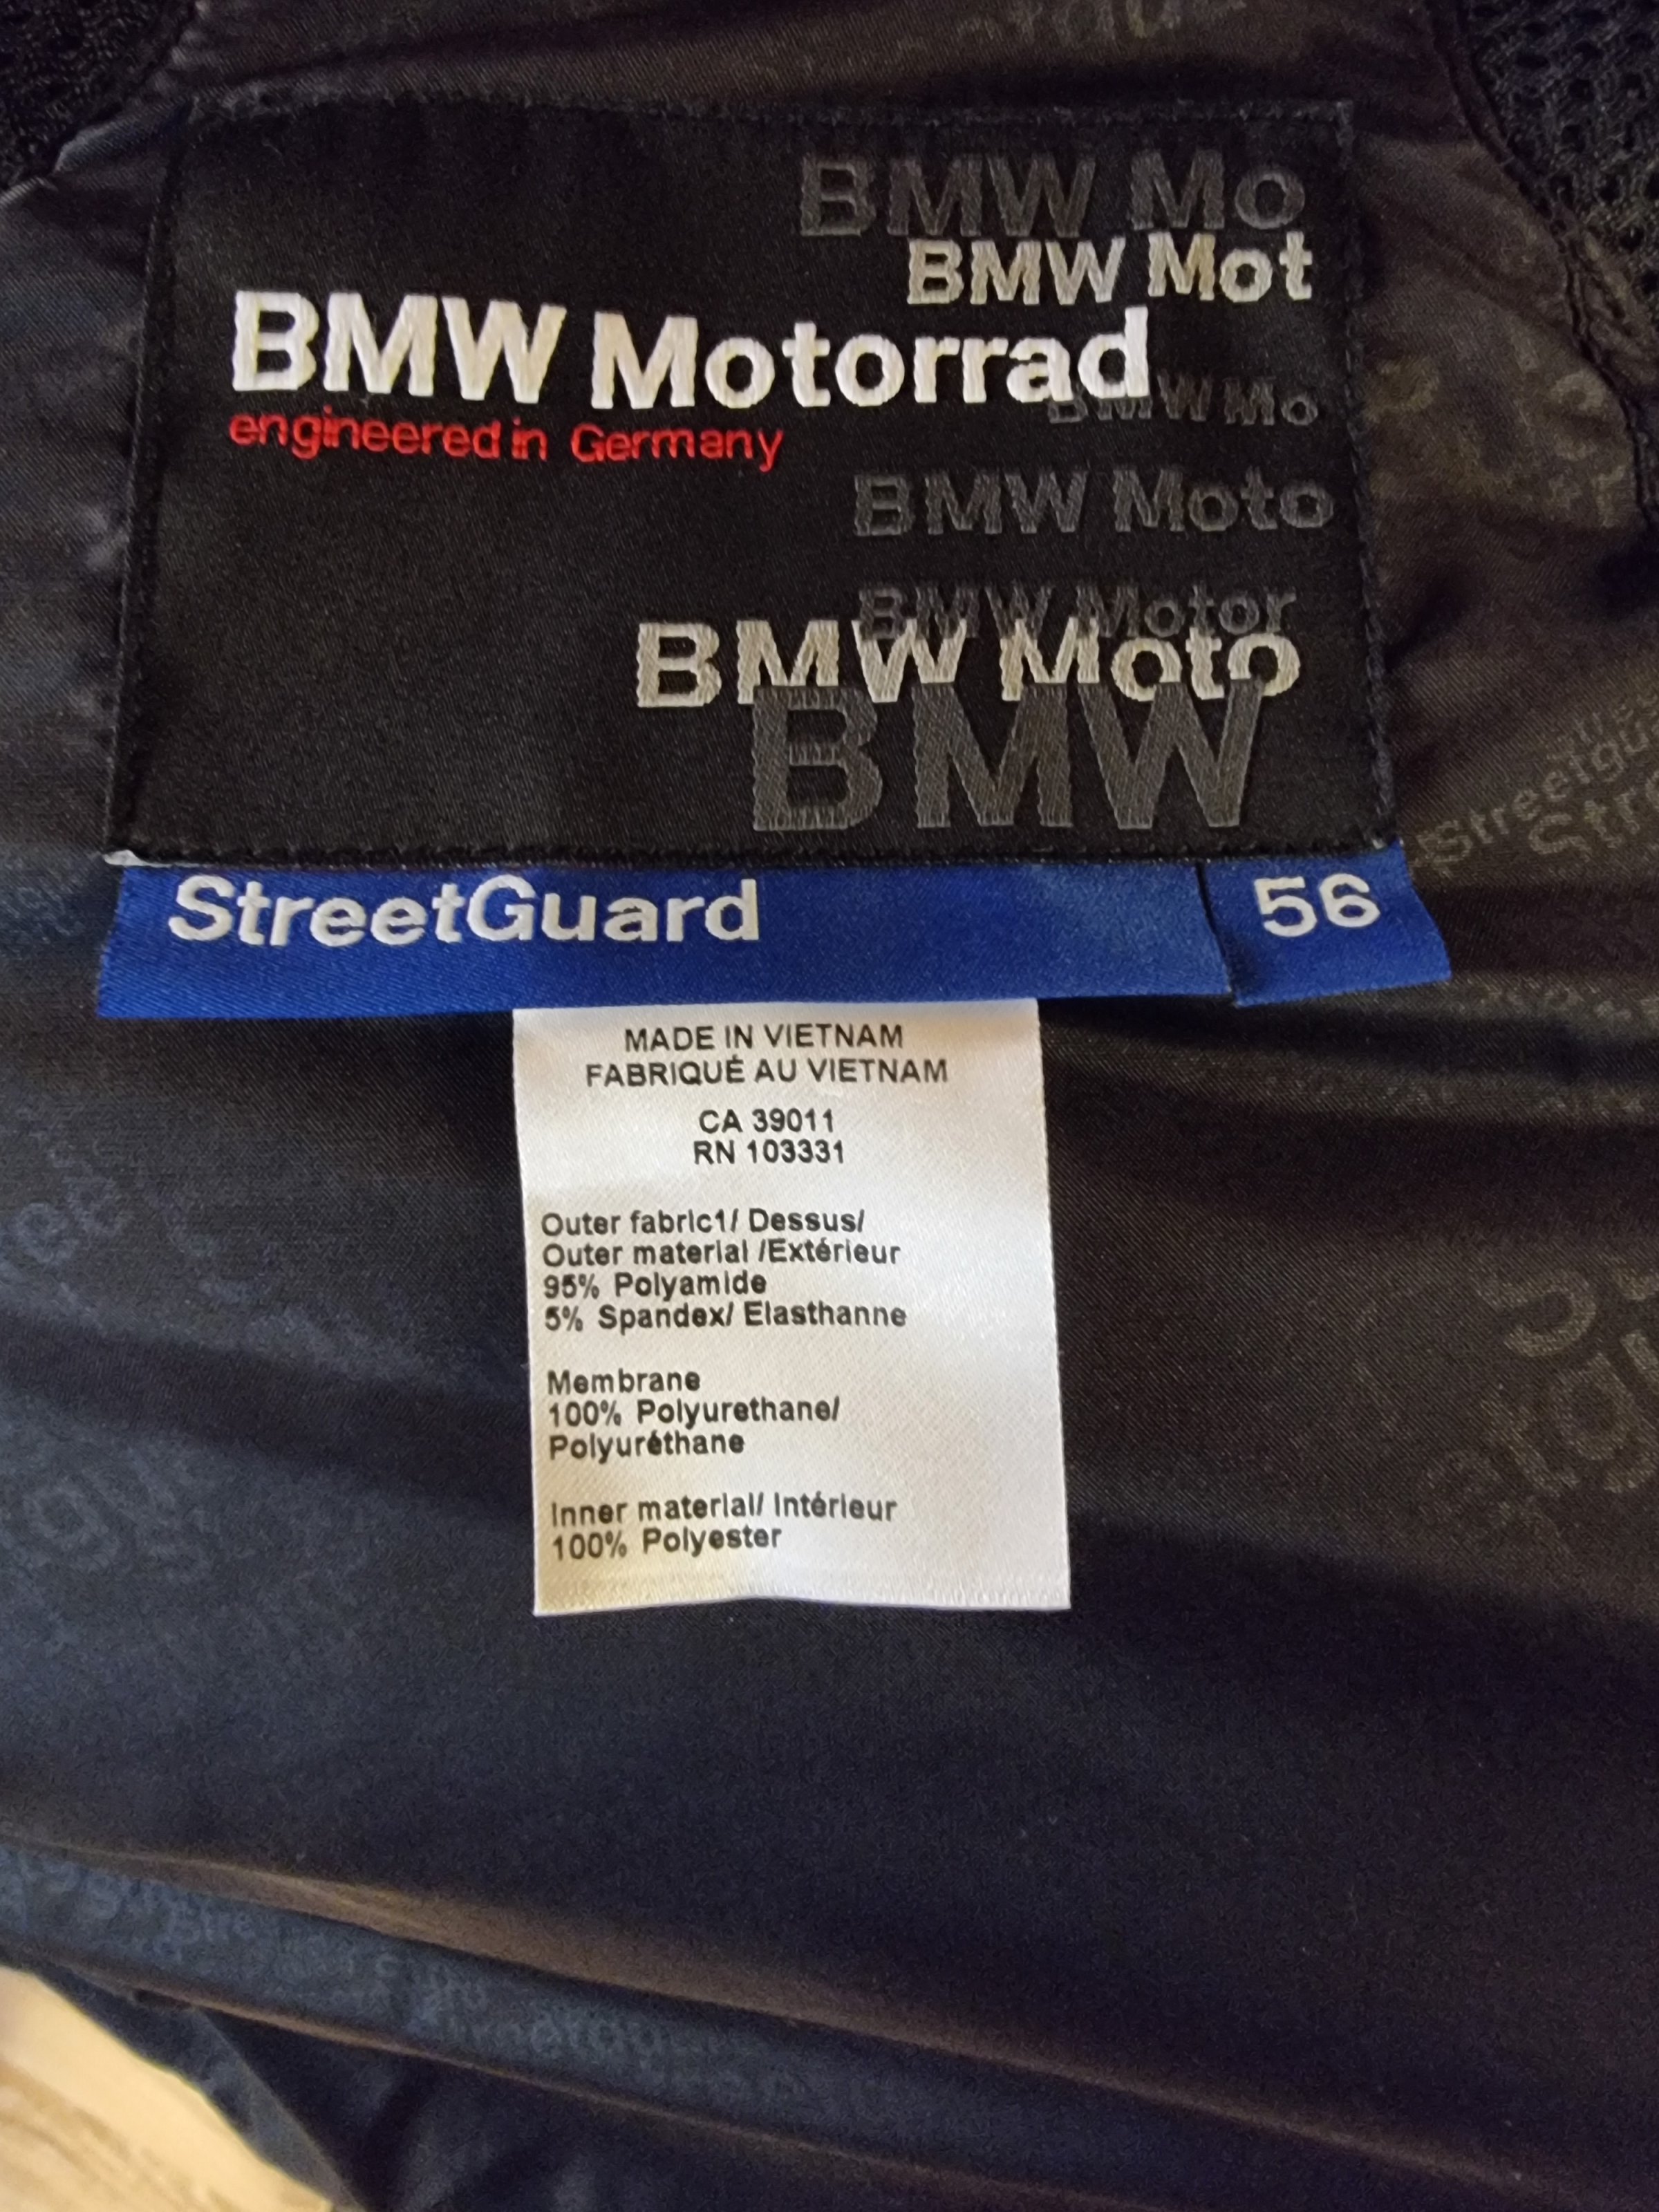 BMW Mo
BMW Mot
BMW Motorrad
BMW Mo
engineered in Germany
BMW Moto
BMW Motor
BMW Moto
BMW
StreetGuard 56
MADE IN VIETNAM
FABRIQUÉ AU VIETNAM
CA 39011
RN 103331
Outer fabric1/ Dessus/
Outer material /Extérieur
95% Polyamide
5% Spandex/ Elasthanne
Membrane
100% Polyurethane/
Polyuréthane
Inner material/ Intérieur
100% Polyester